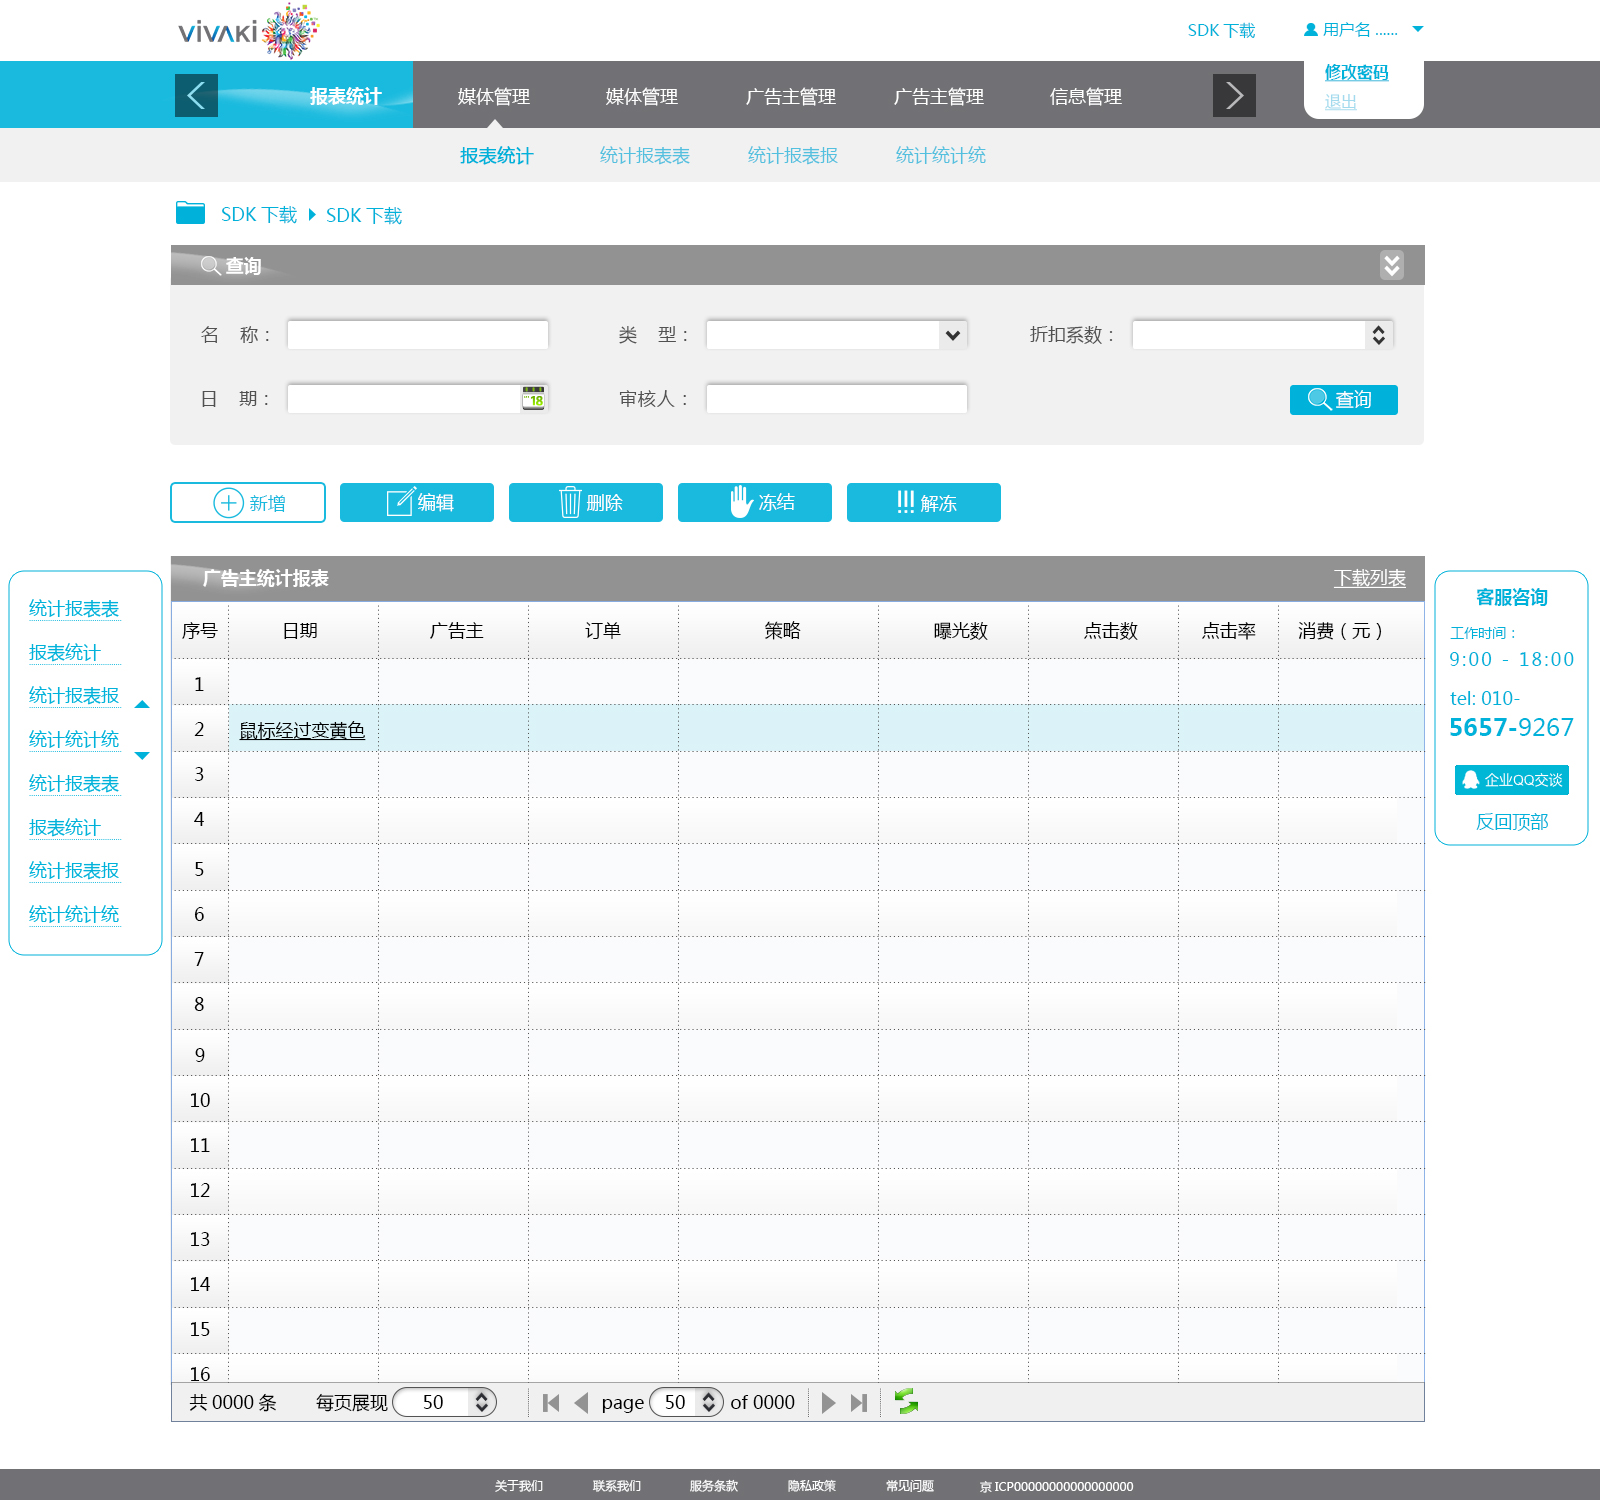 VIVAKI
SDK 下载
用户名 ......
修改密码
退出
报表统计
媒体管理
媒体管理
广告主管理
广告主管理
信息管理
报表统计
统计报表表
统计报表报
统计统计统
SDK 下载
SDK 下载
查询
名 称：
类 型：
折扣系数：
日 期：
18
审核人：
查询
新增
编辑
删除
冻结
解冻
统计报表表
报表统计
统计报表报
统计统计统
统计报表表
报表统计
统计报表报
统计统计统
广告主统计报表
下载列表
序号 日期 广告主 订单 策略 曝光数 点击数 点击率 消费（元）
1
2 鼠标经过变黄色
3
4
5
6
7
8
9
10
11
12
13
14
15
16
共 0000 条 每页展现 50 page 50 of 0000
客服咨询
工作时间：
9:00 - 18:00
tel: 010-
5657-9267
企业QQ交谈
反回顶部
关于我们 联系我们 服务条款 隐私政策 常见问题 京 ICP00000000000000000